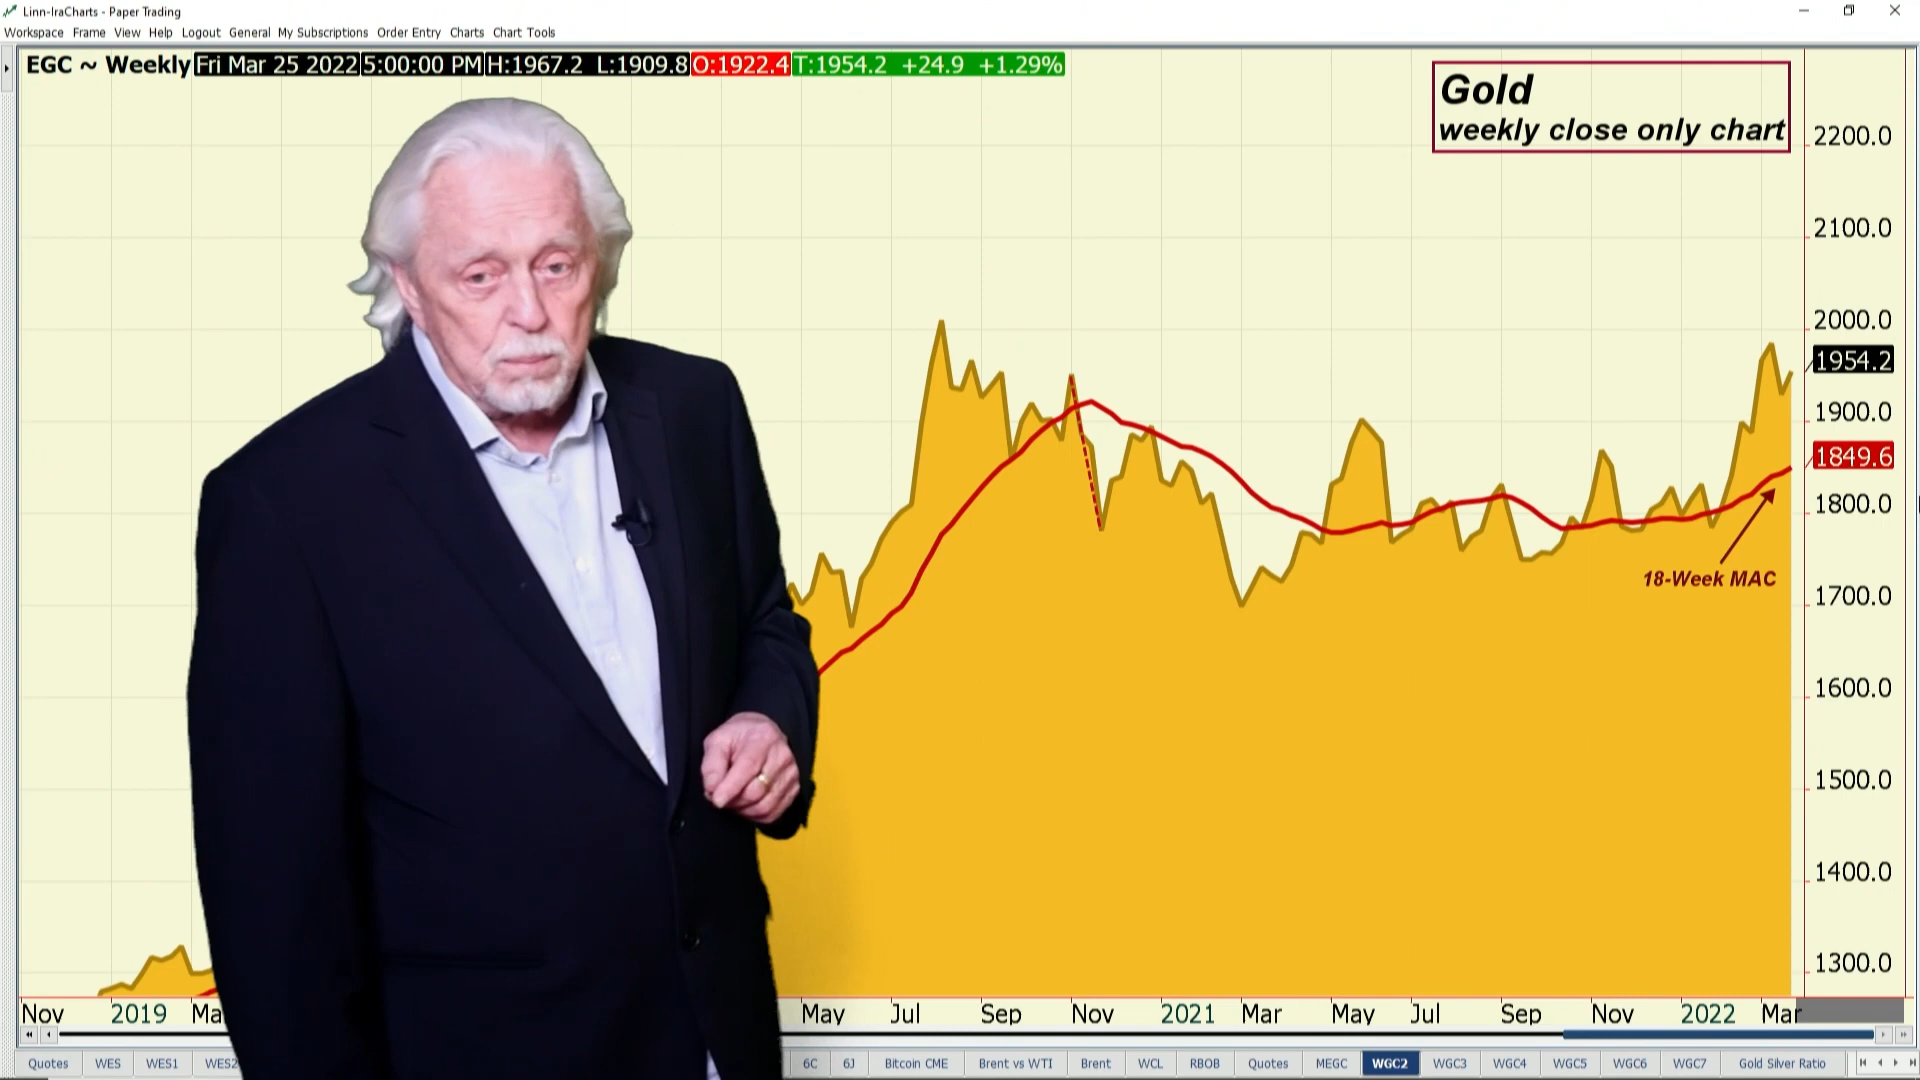 Linn-IraCharts - Paper Trading
Workspace Frame View Help Logout General My Subscriptions Order Entry Charts Chart Tools
EGC ~ Weekly Fri Mar 25 2022 5:00:00 PM H:1967.2 L:1909.8 O:1922.4 T:1954.2 +24.9 +1.29%
Gold
weekly close only chart
2200.0
2100.0
2000.0
1954.2
1900.0
1849.6
1800.0
18-Week MAC
1700.0
1600.0
1500.0
1400.0
1300.0
Nov 2019 Ma May Jul Sep Nov 2021 Mar May Jul Sep Nov 2022 Mar
Quotes WES WES1 WES2 6C 6J Bitcoin CME Brent vs WTI Brent WCL RBOB Quotes MEGC WGC2 WGC3 WGC4 WGC5 WGC6 WGC7 Gold Silver Ratio